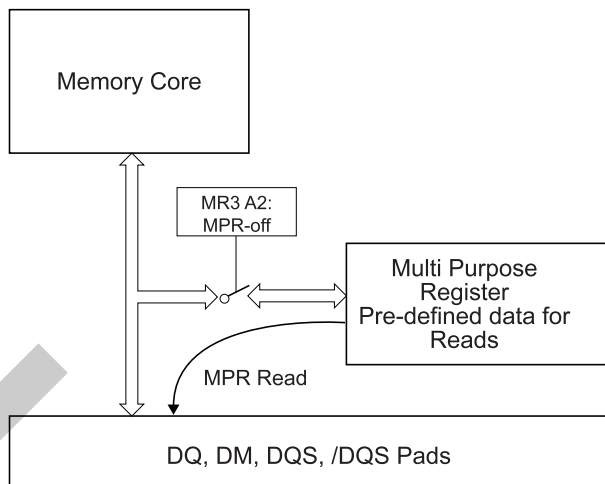 Memory Core
MR3 A2:
MPR-off
Multi Purpose
Register
Pre-defined data for
Reads
MPR Read
DQ, DM, DQS, /DQS Pads